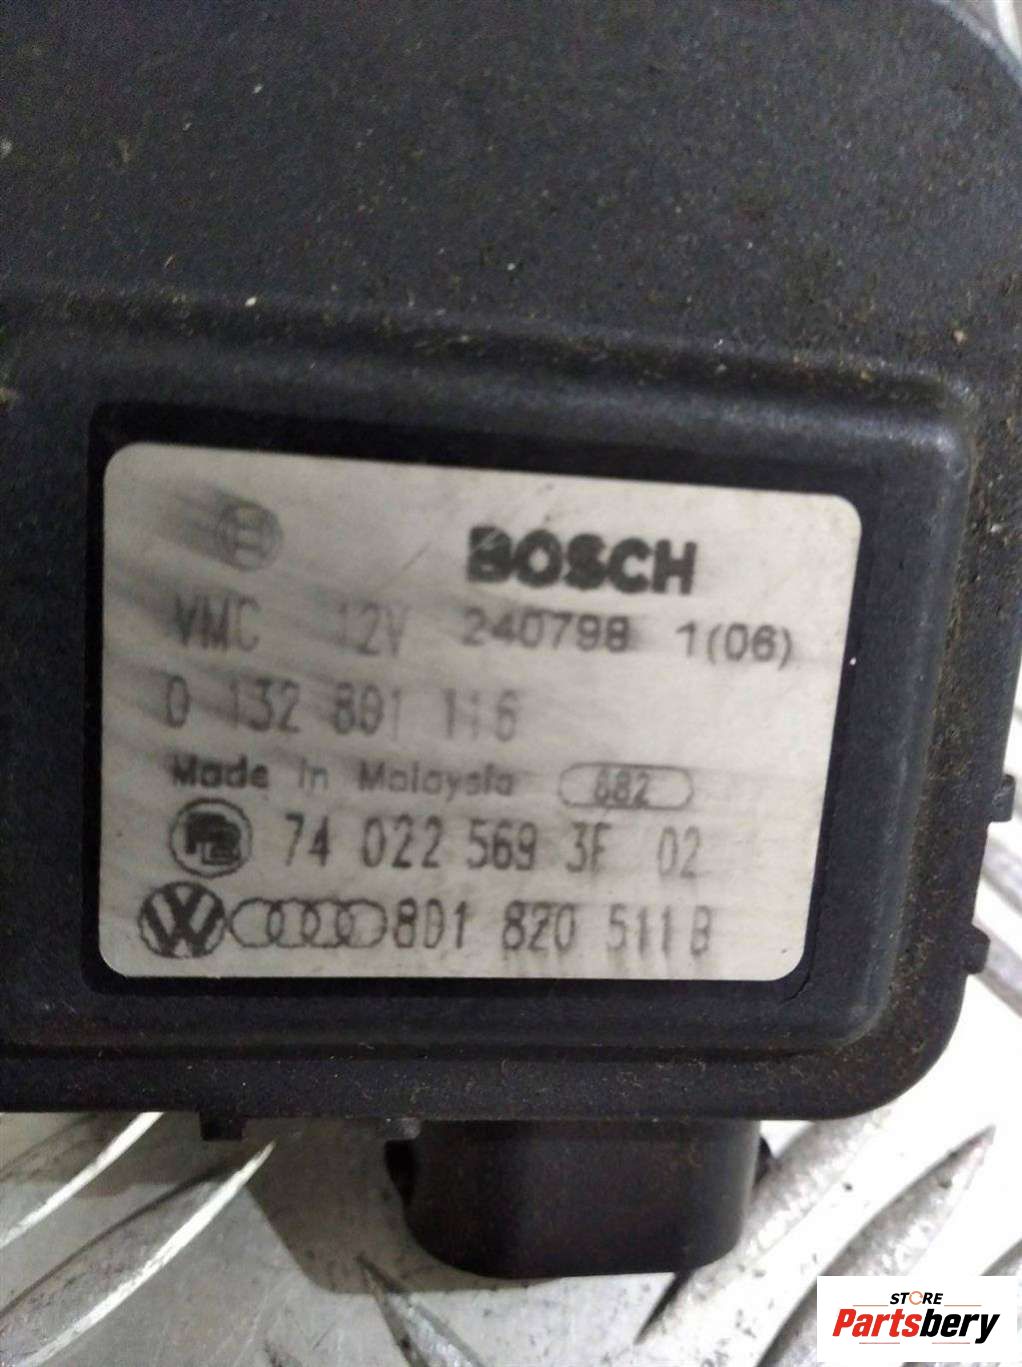 BOSCH
VMC 12V 240798 1(06)
0 132 801 116
Made in Malaysia 682
74 022 569 3F 02
8D1 820 511 B
STORE
Partsbery